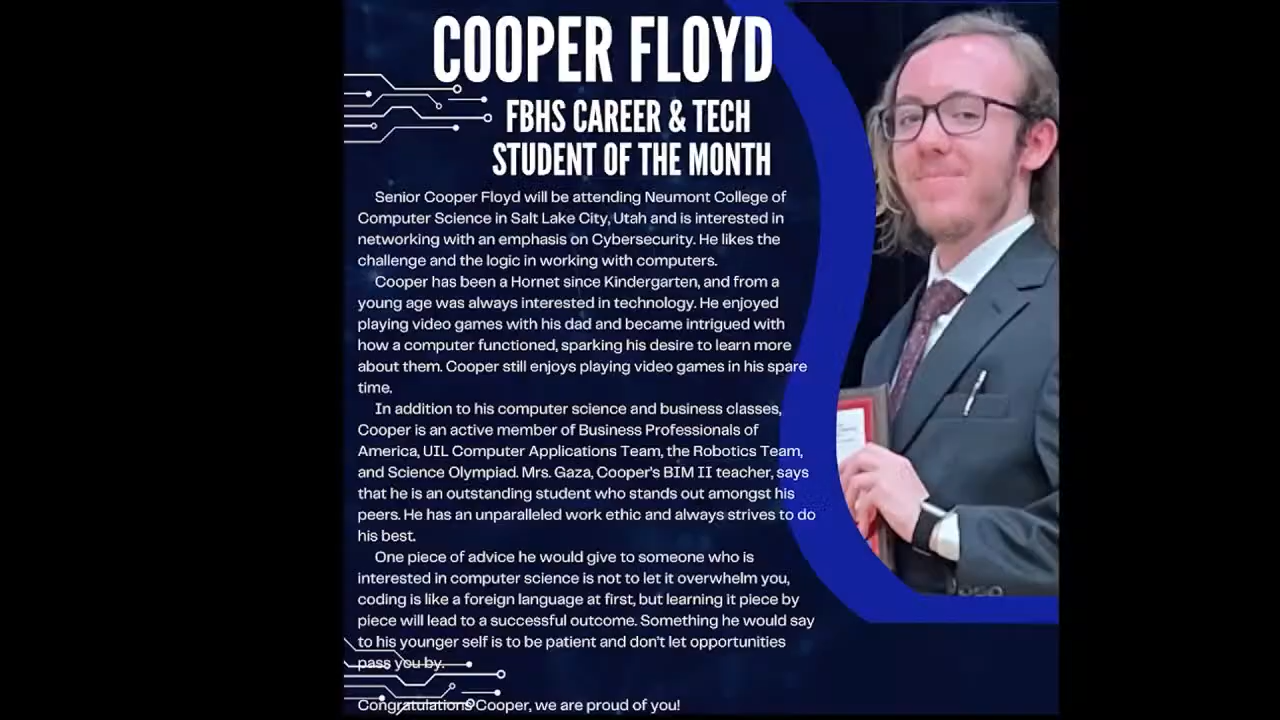 COOPER FLOYD
FBHS CAREER & TECH
STUDENT OF THE MONTH
Senior Cooper Floyd will be attending Neumont College of
Computer Science in Salt Lake City, Utah and is interested in
networking with an emphasis on Cybersecurity. He likes the
challenge and the logic in working with computers.
Cooper has been a Hornet since Kindergarten, and from a
young age was always interested in technology. He enjoyed
playing video games with his dad and became intrigued with
how a computer functioned, sparking his desire to learn more
about them. Cooper still enjoys playing video games in his spare
time.
In addition to his computer science and business classes,
Cooper is an active member of Business Professionals of
America, UIL Computer Applications Team, the Robotics Team,
and Science Olympiad. Mrs. Gaza, Cooper's BIM II teacher, says
that he is an outstanding student who stands out amongst his
peers. He has an unparalleled work ethic and always strives to do
his best.
One piece of advice he would give to someone who is
interested in computer science is not to let it overwhelm you,
coding is like a foreign language at first, but learning it piece by
piece will lead to a successful outcome. Something he would say
to his younger self is to be patient and don't let opportunities
pass you by.
Congratulations Cooper, we are proud of you!